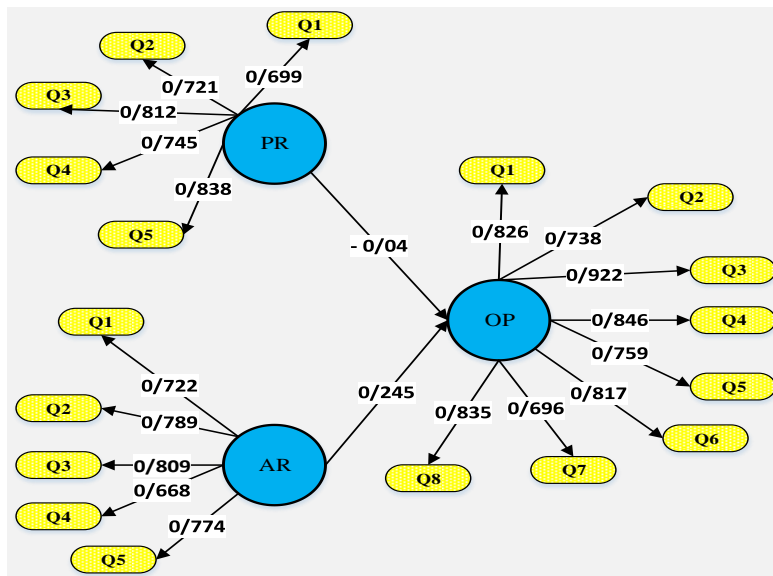 Q1
Q2
0/699
0/721
Q3
0/812
0/745
PR
Q4
0/838
Q5
Q1
Q2
0/826
0/738
- 0/04
Q3
0/922
OP
0/846
Q4
0/759
Q5
0/817
Q6
0/696
Q7
0/835
Q8
0/245
Q1
0/722
Q2
0/789
Q3
0/809
AR
0/668
Q4
0/774
Q5